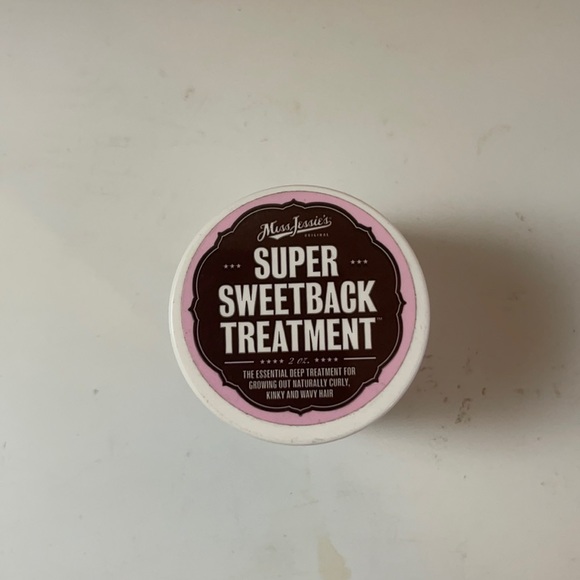 Miss Jessie's
ORIGINAL
SUPER
SWEETBACK
TREATMENT™
2 oz.
THE ESSENTIAL DEEP TREATMENT FOR
GROWING OUT NATURALLY CURLY,
KINKY AND WAVY HAIR